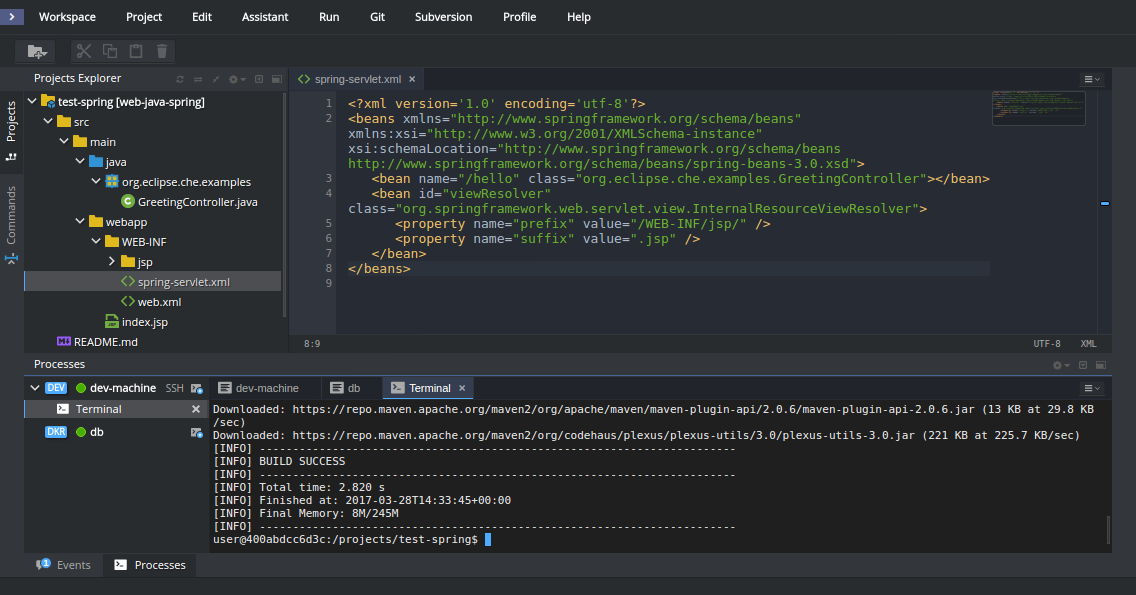 Workspace Project Edit Assistant Run Git Subversion Profile Help
Projects Explorer
Projects
Commands
test-spring [web-java-spring]
src
main
java
org.eclipse.che.examples
GreetingController.java
webapp
WEB-INF
jsp
spring-servlet.xml
web.xml
index.jsp
README.md
spring-servlet.xml ×
1 <?xml version='1.0' encoding='utf-8'?>
2 <beans xmlns="http://www.springframework.org/schema/beans"
xmlns:xsi="http://www.w3.org/2001/XMLSchema-instance"
xsi:schemaLocation="http://www.springframework.org/schema/beans
http://www.springframework.org/schema/beans/spring-beans-3.0.xsd">
3 <bean name="/hello" class="org.eclipse.che.examples.GreetingController"></bean>
4 <bean id="viewResolver"
class="org.springframework.web.servlet.view.InternalResourceViewResolver">
5 <property name="prefix" value="/WEB-INF/jsp/" />
6 <property name="suffix" value=".jsp" />
7 </bean>
8 </beans>
9
8:9 UTF-8 XML
Processes
DEV dev-machine SSH
Terminal
DKR db
dev-machine db Terminal ×
Downloaded: https://repo.maven.apache.org/maven2/org/apache/maven/maven-plugin-api/2.0.6/maven-plugin-api-2.0.6.jar (13 KB at 29.8 KB
/sec)
Downloaded: https://repo.maven.apache.org/maven2/org/codehaus/plexus/plexus-utils/3.0/plexus-utils-3.0.jar (221 KB at 225.7 KB/sec)
[INFO] ------------------------------------------------------------------------
[INFO] BUILD SUCCESS
[INFO] ------------------------------------------------------------------------
[INFO] Total time: 2.820 s
[INFO] Finished at: 2017-03-28T14:33:45+00:00
[INFO] Final Memory: 8M/245M
[INFO] ------------------------------------------------------------------------
user@400abdcc6d3c:/projects/test-spring$
1 Events Processes